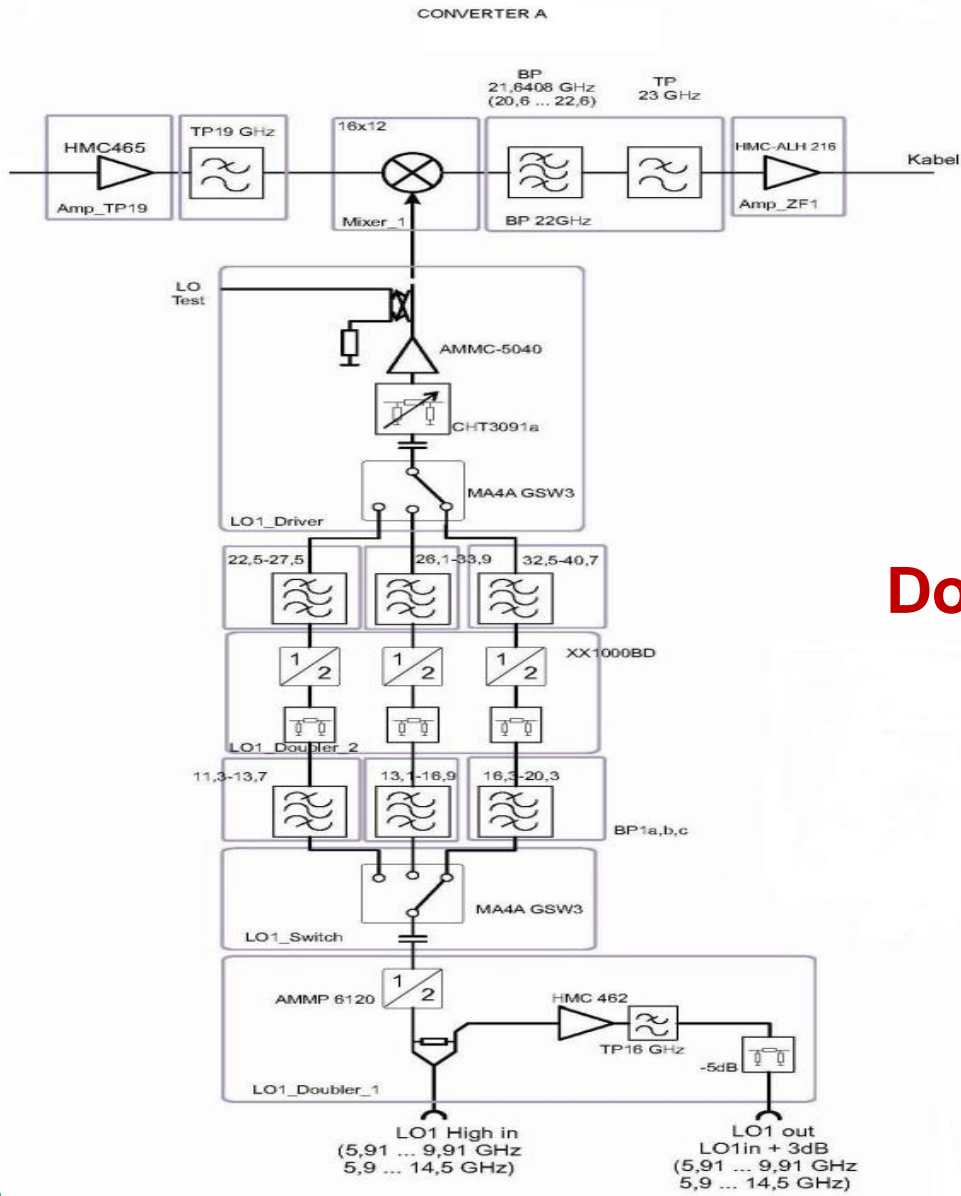 CONVERTER A
BP
21,6408 GHz
(20,6 ... 22,6)
TP
23 GHz
HMC465
TP19 GHz
16x12
HMC-ALH 216
Kabel
Amp_TP19
Mixer_1
BP 22GHz
Amp_ZF1
LO
Test
AMMC-5040
CHT3091a
MA4A GSW3
LO1_Driver
22,5-27,5
26,1-33,9
32,5-40,7
Do
1/2
1/2
1/2
XX1000BD
LO1_Doubler_2
11,3-13,7
13,1-16,9
16,3-20,3
BP1a,b,c
MA4A GSW3
LO1_Switch
AMMP 6120
1/2
HMC 462
TP16 GHz
-5dB
LO1_Doubler_1
LO1 High in
(5,91 ... 9,91 GHz
5,9 ... 14,5 GHz)
LO1 out
LO1in + 3dB
(5,91 ... 9,91 GHz
5,9 ... 14,5 GHz)